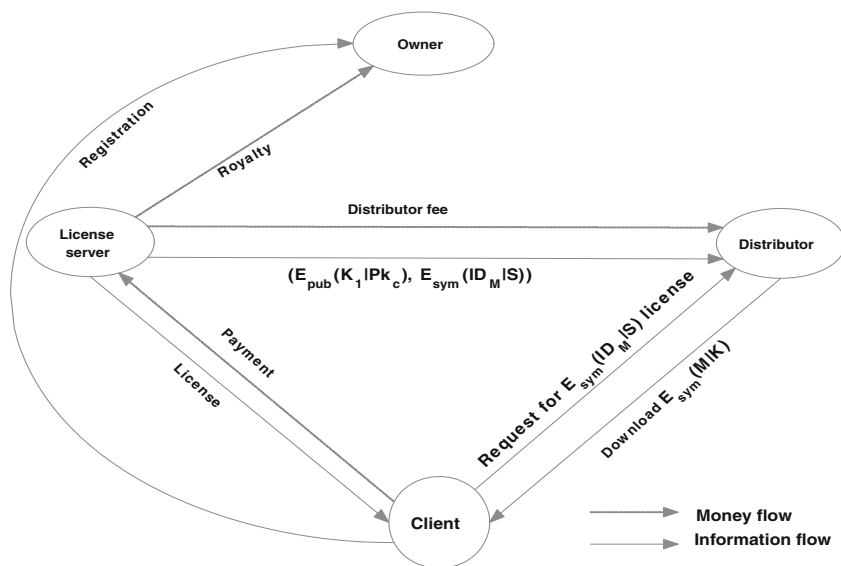 Owner
Registration
Royalty
License
server
Distributor fee
Distributor
(E_pub(K_1|Pk_c), E_sym(ID_M|S))
Payment
License
Request for E_sym(ID_M|S) license
Download E_sym(M|K)
Client
Money flow
Information flow